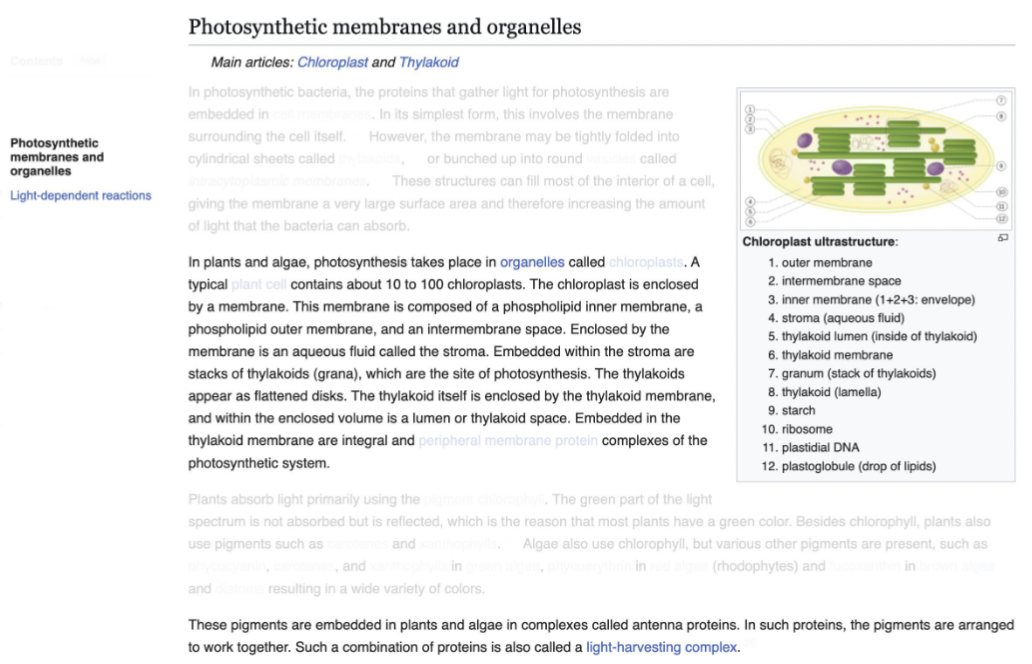 Photosynthetic membranes and organelles
Main articles: Chloroplast and Thylakoid
Contents hide
Photosynthetic
membranes and
organelles
Light-dependent reactions
In photosynthetic bacteria, the proteins that gather light for photosynthesis are
embedded in cell membranes. In its simplest form, this involves the membrane
surrounding the cell itself. However, the membrane may be tightly folded into
cylindrical sheets called thylakoids, or bunched up into round vesicles called
intracytoplasmic membranes. These structures can fill most of the interior of a cell,
giving the membrane a very large surface area and therefore increasing the amount
of light that the bacteria can absorb.
In plants and algae, photosynthesis takes place in organelles called chloroplasts. A
typical plant cell contains about 10 to 100 chloroplasts. The chloroplast is enclosed
by a membrane. This membrane is composed of a phospholipid inner membrane, a
phospholipid outer membrane, and an intermembrane space. Enclosed by the
membrane is an aqueous fluid called the stroma. Embedded within the stroma are
stacks of thylakoids (grana), which are the site of photosynthesis. The thylakoids
appear as flattened disks. The thylakoid itself is enclosed by the thylakoid membrane,
and within the enclosed volume is a lumen or thylakoid space. Embedded in the
thylakoid membrane are integral and peripheral membrane protein complexes of the
photosynthetic system.
1
2
3
4
5
6
7
8
9
10
11
12
Chloroplast ultrastructure:
1. outer membrane
2. intermembrane space
3. inner membrane (1+2+3: envelope)
4. stroma (aqueous fluid)
5. thylakoid lumen (inside of thylakoid)
6. thylakoid membrane
7. granum (stack of thylakoids)
8. thylakoid (lamella)
9. starch
10. ribosome
11. plastidial DNA
12. plastoglobule (drop of lipids)
Plants absorb light primarily using the pigment chlorophyll. The green part of the light
spectrum is not absorbed but is reflected, which is the reason that most plants have a green color. Besides chlorophyll, plants also
use pigments such as carotenes and xanthophylls. Algae also use chlorophyll, but various other pigments are present, such as
phycocyanin, carotenes, and xanthophylls in green algae, phycoerythrin in red algae (rhodophytes) and fucoxanthin in brown algae
and diatoms resulting in a wide variety of colors.
These pigments are embedded in plants and algae in complexes called antenna proteins. In such proteins, the pigments are arranged
to work together. Such a combination of proteins is also called a light-harvesting complex.